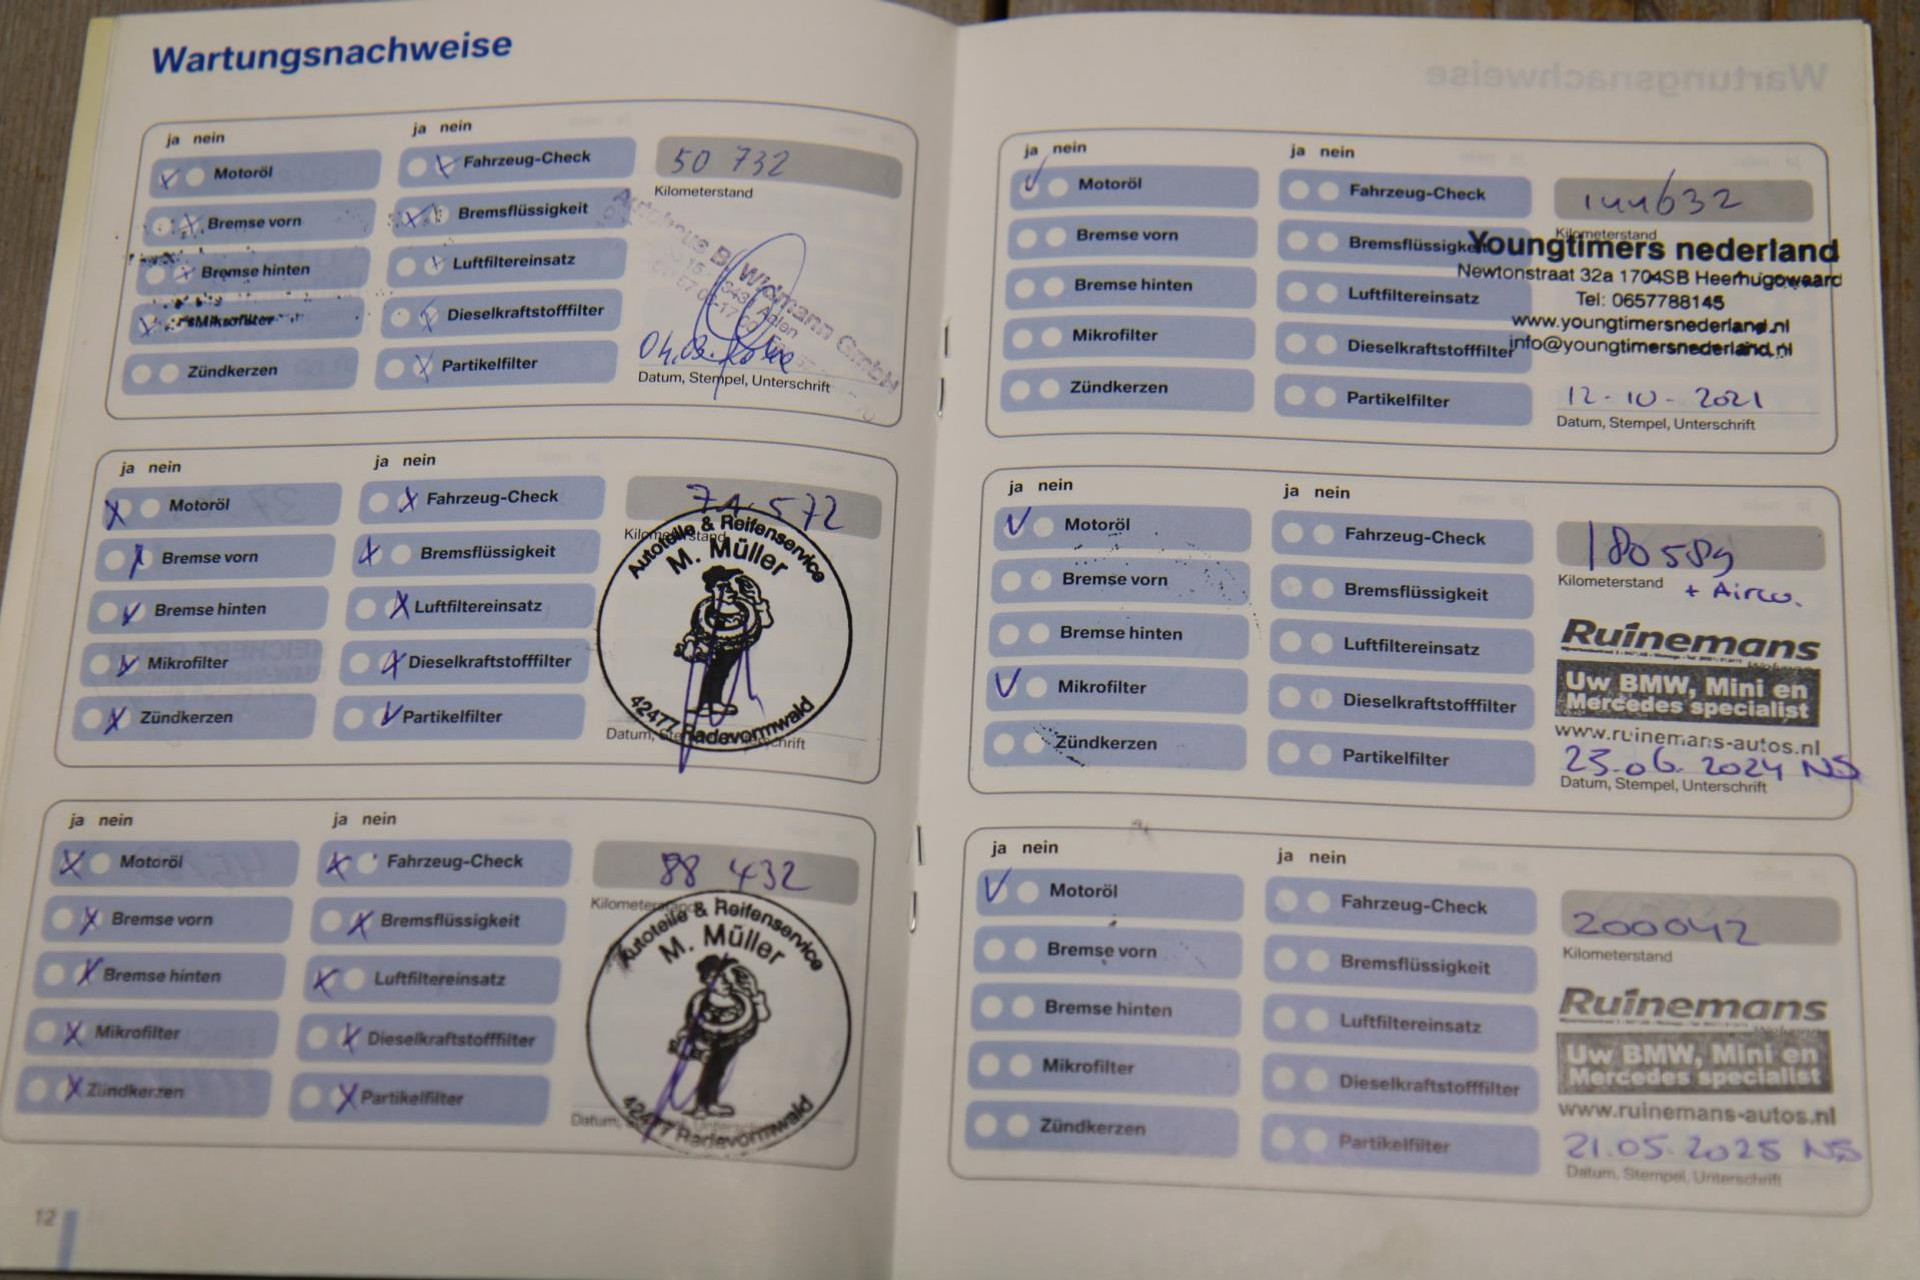 Wartungsnachweise
ja nein
ja nein
Motoröl
Fahrzeug-Check
50 732
Kilometerstand
Bremse vorn
Bremsflüssigkeit
Bremse hinten
Luftfiltereinsatz
Mikrofilter
Dieselkraftstofffilter
Zündkerzen
Partikelfilter
Autohaus B. Widmann GmbH
Aalen
Datum, Stempel, Unterschrift
ja nein
ja nein
Motoröl
Fahrzeug-Check
71.572
Bremse vorn
Bremsflüssigkeit
Bremse hinten
Luftfiltereinsatz
Mikrofilter
Dieselkraftstofffilter
Zündkerzen
Partikelfilter
Autoteile & Reifenservice
M. Müller
42477 Radevormwald
ja nein
ja nein
Motoröl
Fahrzeug-Check
88 432
Bremse vorn
Bremsflüssigkeit
Bremse hinten
Luftfiltereinsatz
Mikrofilter
Dieselkraftstofffilter
Zündkerzen
Partikelfilter
Autoteile & Reifenservice
M. Müller
42477 Radevormwald
12
ja nein
ja nein
Motoröl
Fahrzeug-Check
144632
Kilometerstand
Bremse vorn
Bremsflüssigkeit
Bremse hinten
Luftfiltereinsatz
Mikrofilter
Dieselkraftstofffilter
Zündkerzen
Partikelfilter
Youngtimers nederland
Newtonstraat 32a 1704SB Heerhugowaard
Tel: 0657788145
www.youngtimersnederland.nl
info@youngtimersnederland.nl
12-10-2021
Datum, Stempel, Unterschrift
ja nein
ja nein
Motoröl
Fahrzeug-Check
180589
Kilometerstand
+ Airco.
Bremse vorn
Bremsflüssigkeit
Bremse hinten
Luftfiltereinsatz
Mikrofilter
Dieselkraftstofffilter
Zündkerzen
Partikelfilter
Ruinemans
Uw BMW, Mini en
Mercedes specialist
www.ruinemans-autos.nl
25.06.2024 NS
Datum, Stempel, Unterschrift
ja nein
ja nein
Motoröl
Fahrzeug-Check
200042
Kilometerstand
Bremse vorn
Bremsflüssigkeit
Bremse hinten
Luftfiltereinsatz
Mikrofilter
Dieselkraftstofffilter
Zündkerzen
Partikelfilter
Ruinemans
Uw BMW, Mini en
Mercedes specialist
www.ruinemans-autos.nl
21.05.2025 NS
Datum, Stempel, Unterschrift